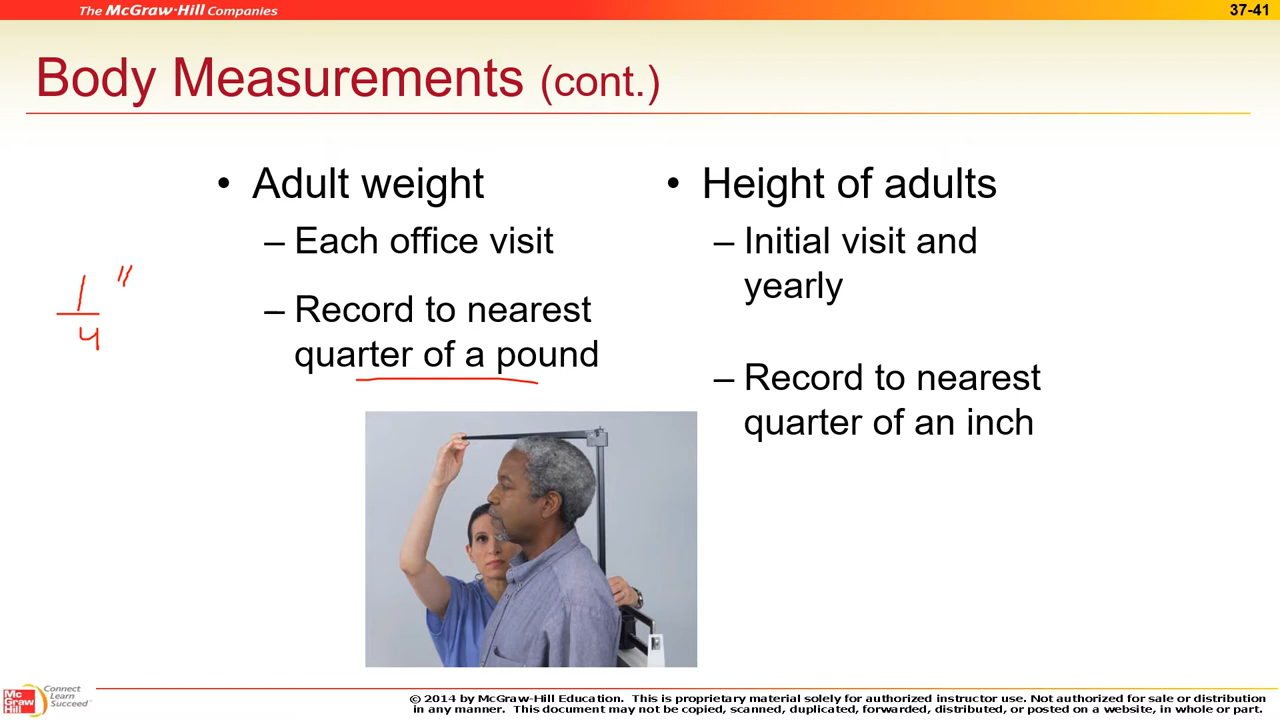 The McGraw-Hill Companies
37-41
Body Measurements (cont.)
1 "
4
• Adult weight
– Each office visit
– Record to nearest
quarter of a pound
• Height of adults
– Initial visit and
yearly
– Record to nearest
quarter of an inch
Mc
Graw
Hill
Connect
Learn
Succeed™
© 2014 by McGraw-Hill Education. This is proprietary material solely for authorized instructor use. Not authorized for sale or distribution
in any manner. This document may not be copied, scanned, duplicated, forwarded, distributed, or posted on a website, in whole or part.